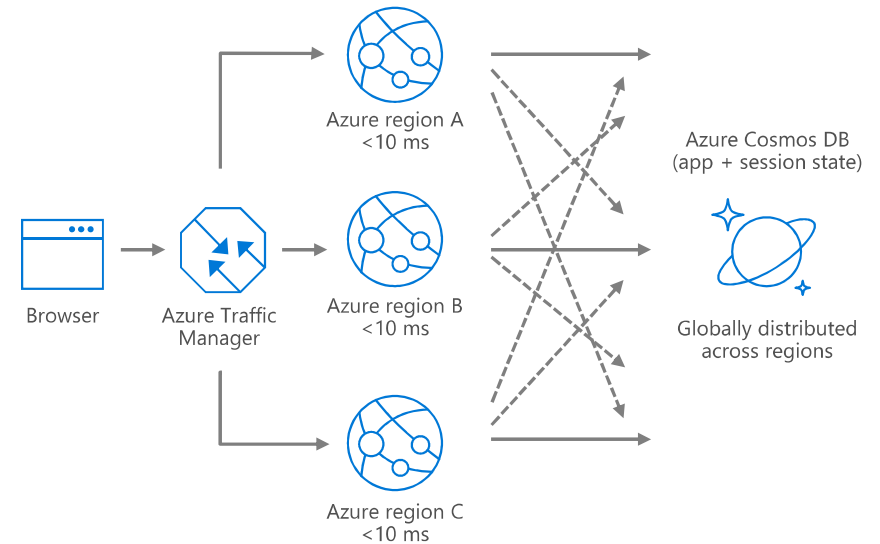 Azure region A
<10 ms
Azure Cosmos DB
(app + session state)
Browser
Azure Traffic
Manager
Azure region B
<10 ms
Globally distributed
across regions
Azure region C
<10 ms